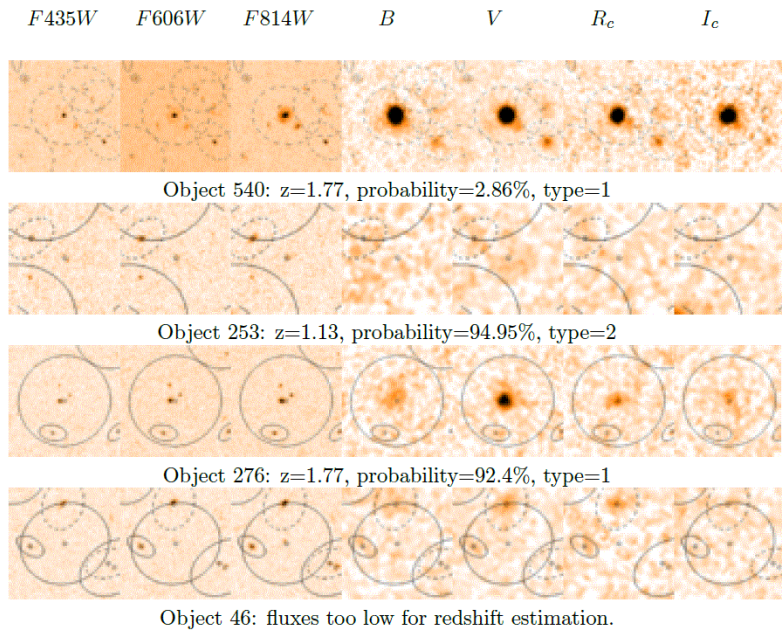 F435W F606W F814W B V R_c I_c
Object 540: z=1.77, probability=2.86%, type=1
Object 253: z=1.13, probability=94.95%, type=2
Object 276: z=1.77, probability=92.4%, type=1
Object 46: fluxes too low for redshift estimation.